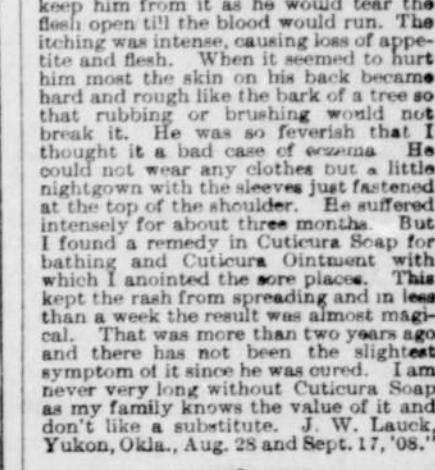 keep him from it as he would tear the
flesh open till the blood would run. The
itching was intense, causing loss of appe-
tite and flesh. When it seemed to hurt
him most the skin on his back became
hard and rough like the bark of a tree so
that rubbing or brushing would not
break it. He was so feverish that I
thought it a bad case of eczema He
could not wear any clothes but a little
nightgown with the sleeves just fastened
at the top of the shoulder. He suffered
intensely for about three months. But
I found a remedy in Cuticura Soap for
bathing and Cuticura Ointment with
which I anointed the sore places. This
kept the rash from spreading and in less
than a week the result was almost magi-
cal. That was more than two years ago
and there has not been the slightest
symptom of it since he was cured. I am
never very long without Cuticura Soap
as my family knows the value of it and
don't like a substitute. J. W. Lauck,
Yukon, Okla., Aug. 28 and Sept. 17, '08."